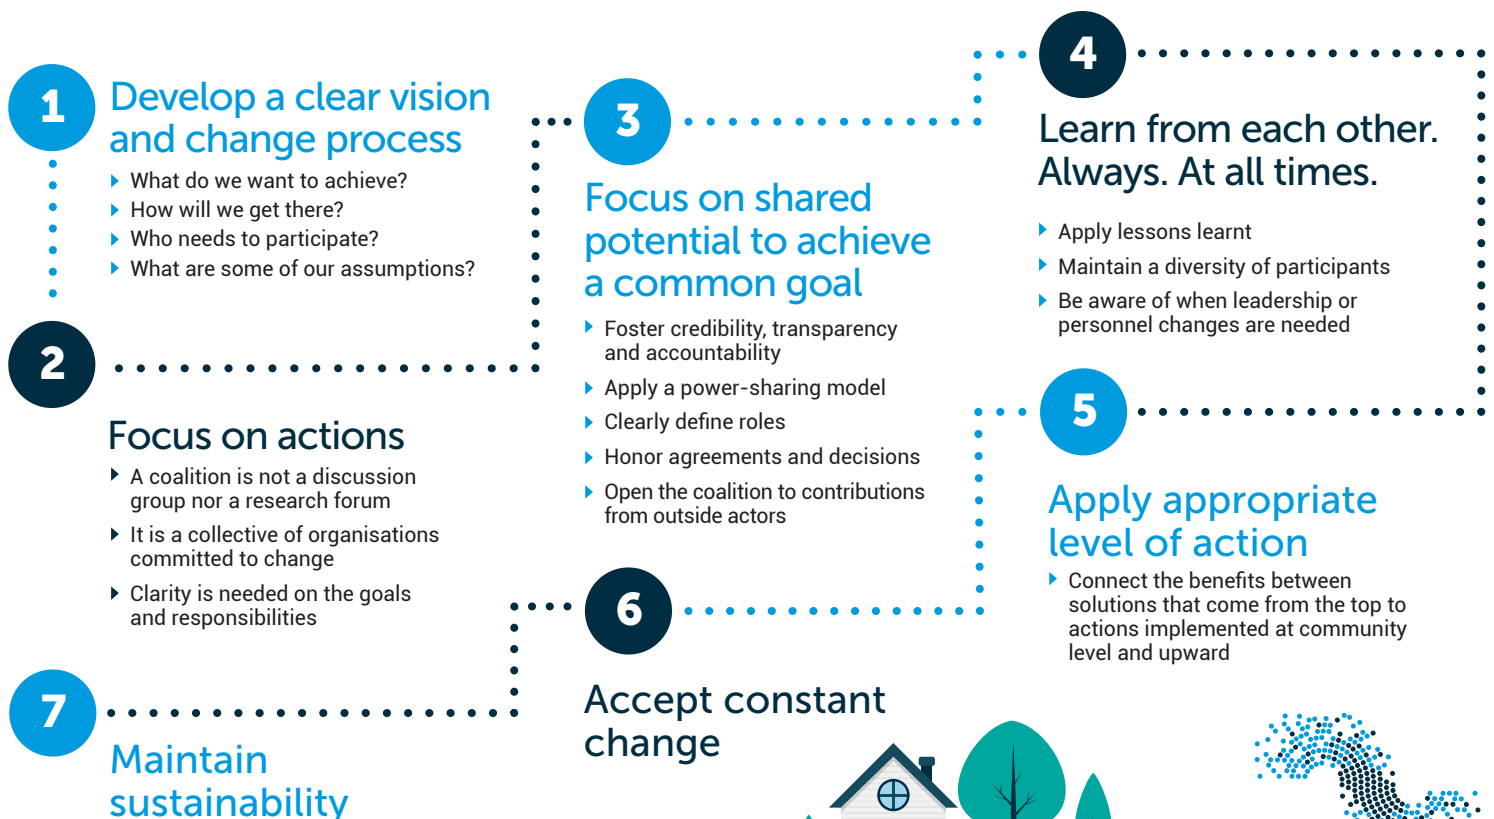 1
Develop a clear vision
and change process
What do we want to achieve?
How will we get there?
Who needs to participate?
What are some of our assumptions?
2
Focus on actions
A coalition is not a discussion
group nor a research forum
It is a collective of organisations
committed to change
Clarity is needed on the goals
and responsibilities
3
Focus on shared
potential to achieve
a common goal
Foster credibility, transparency
and accountability
Apply a power-sharing model
Clearly define roles
Honor agreements and decisions
Open the coalition to contributions
from outside actors
4
Learn from each other.
Always. At all times.
Apply lessons learnt
Maintain a diversity of participants
Be aware of when leadership or
personnel changes are needed
5
Apply appropriate
level of action
Connect the benefits between
solutions that come from the top to
actions implemented at community
level and upward
6
Accept constant
change
7
Maintain
sustainability